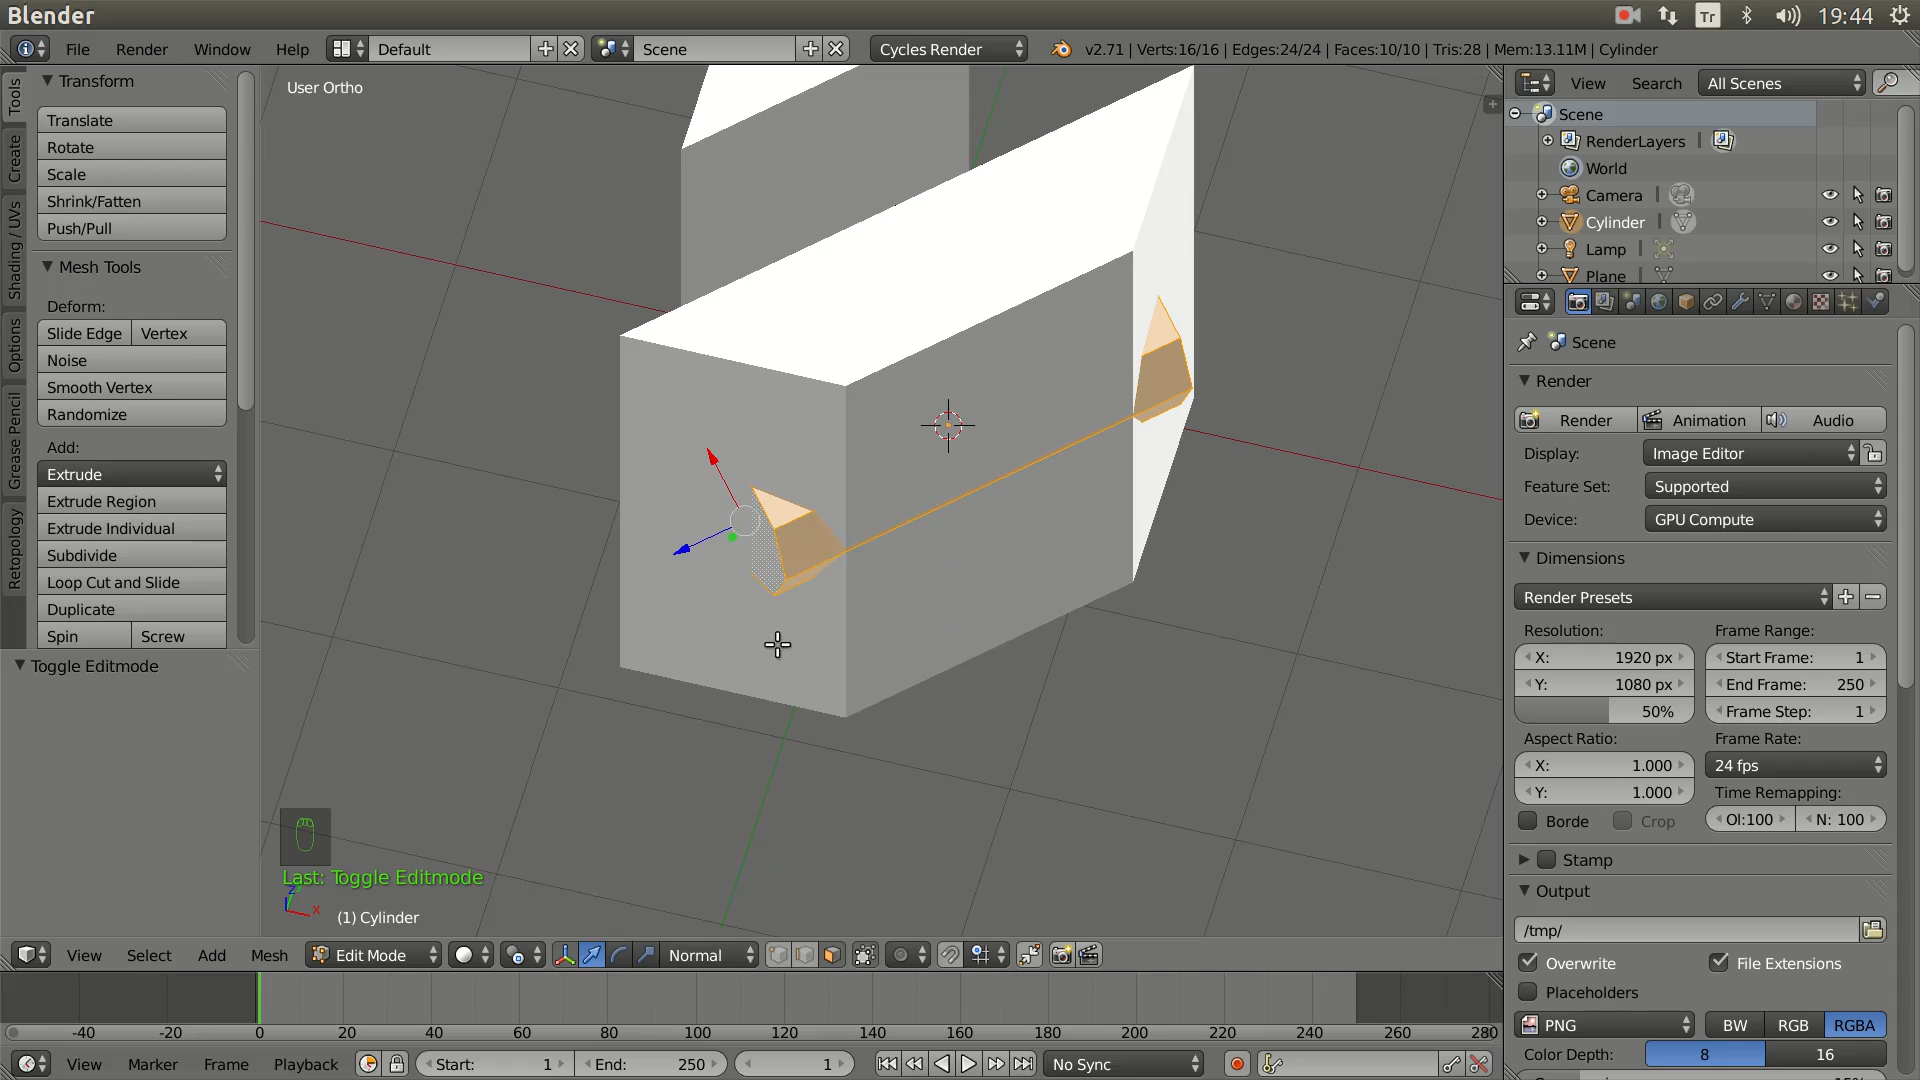 Blender
Tr
19:44
File
Render
Window
Help
Default
Scene
Cycles Render
v2.71 | Verts:16/16 | Edges:24/24 | Faces:10/10 | Tris:28 | Mem:13.11M | Cylinder
Tools
Create
Shading / UVs
Options
Grease Pencil
Retopology
Transform
Translate
Rotate
Scale
Shrink/Fatten
Push/Pull
Mesh Tools
Deform:
Slide Edge
Vertex
Noise
Smooth Vertex
Randomize
Add:
Extrude
Extrude Region
Extrude Individual
Subdivide
Loop Cut and Slide
Duplicate
Spin
Screw
Toggle Editmode
User Ortho
Last: Toggle Editmode
z
x
(1) Cylinder
View
Select
Add
Mesh
Edit Mode
Normal
-40
-20
0
20
40
60
80
100
120
140
160
180
200
220
240
260
280
View
Marker
Frame
Playback
Start: 1
End: 250
1
No Sync
View
Search
All Scenes
Scene
RenderLayers
World
Camera
Cylinder
Lamp
Plane
Scene
Render
Render
Animation
Audio
Display:
Image Editor
Feature Set:
Supported
Device:
GPU Compute
Dimensions
Render Presets
Resolution:
Frame Range:
X: 1920 px
Start Frame: 1
Y: 1080 px
End Frame: 250
50%
Frame Step: 1
Aspect Ratio:
Frame Rate:
X: 1.000
24 fps
Y: 1.000
Time Remapping:
Borde
Crop
Ol:100
N: 100
Stamp
Output
/tmp/
Overwrite
File Extensions
Placeholders
PNG
BW
RGB
RGBA
Color Depth:
8
16